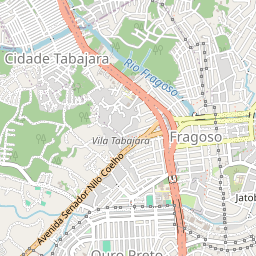 Cidade Tabajara
Rio Fragoso
Vila Tabajara
Fragoso
Avenida Senador Nilo Coelho
Jatob
Ouro Preto